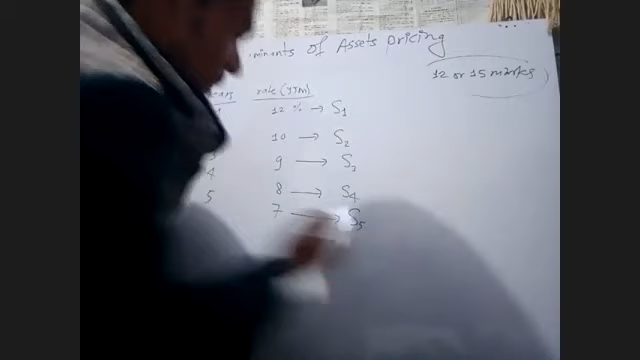 of Assets Pricing
12 or 15 marks
rate (YTM)
12 % → S1
10 → S2
9 → S3
4 8 → S4
5 7 → S5